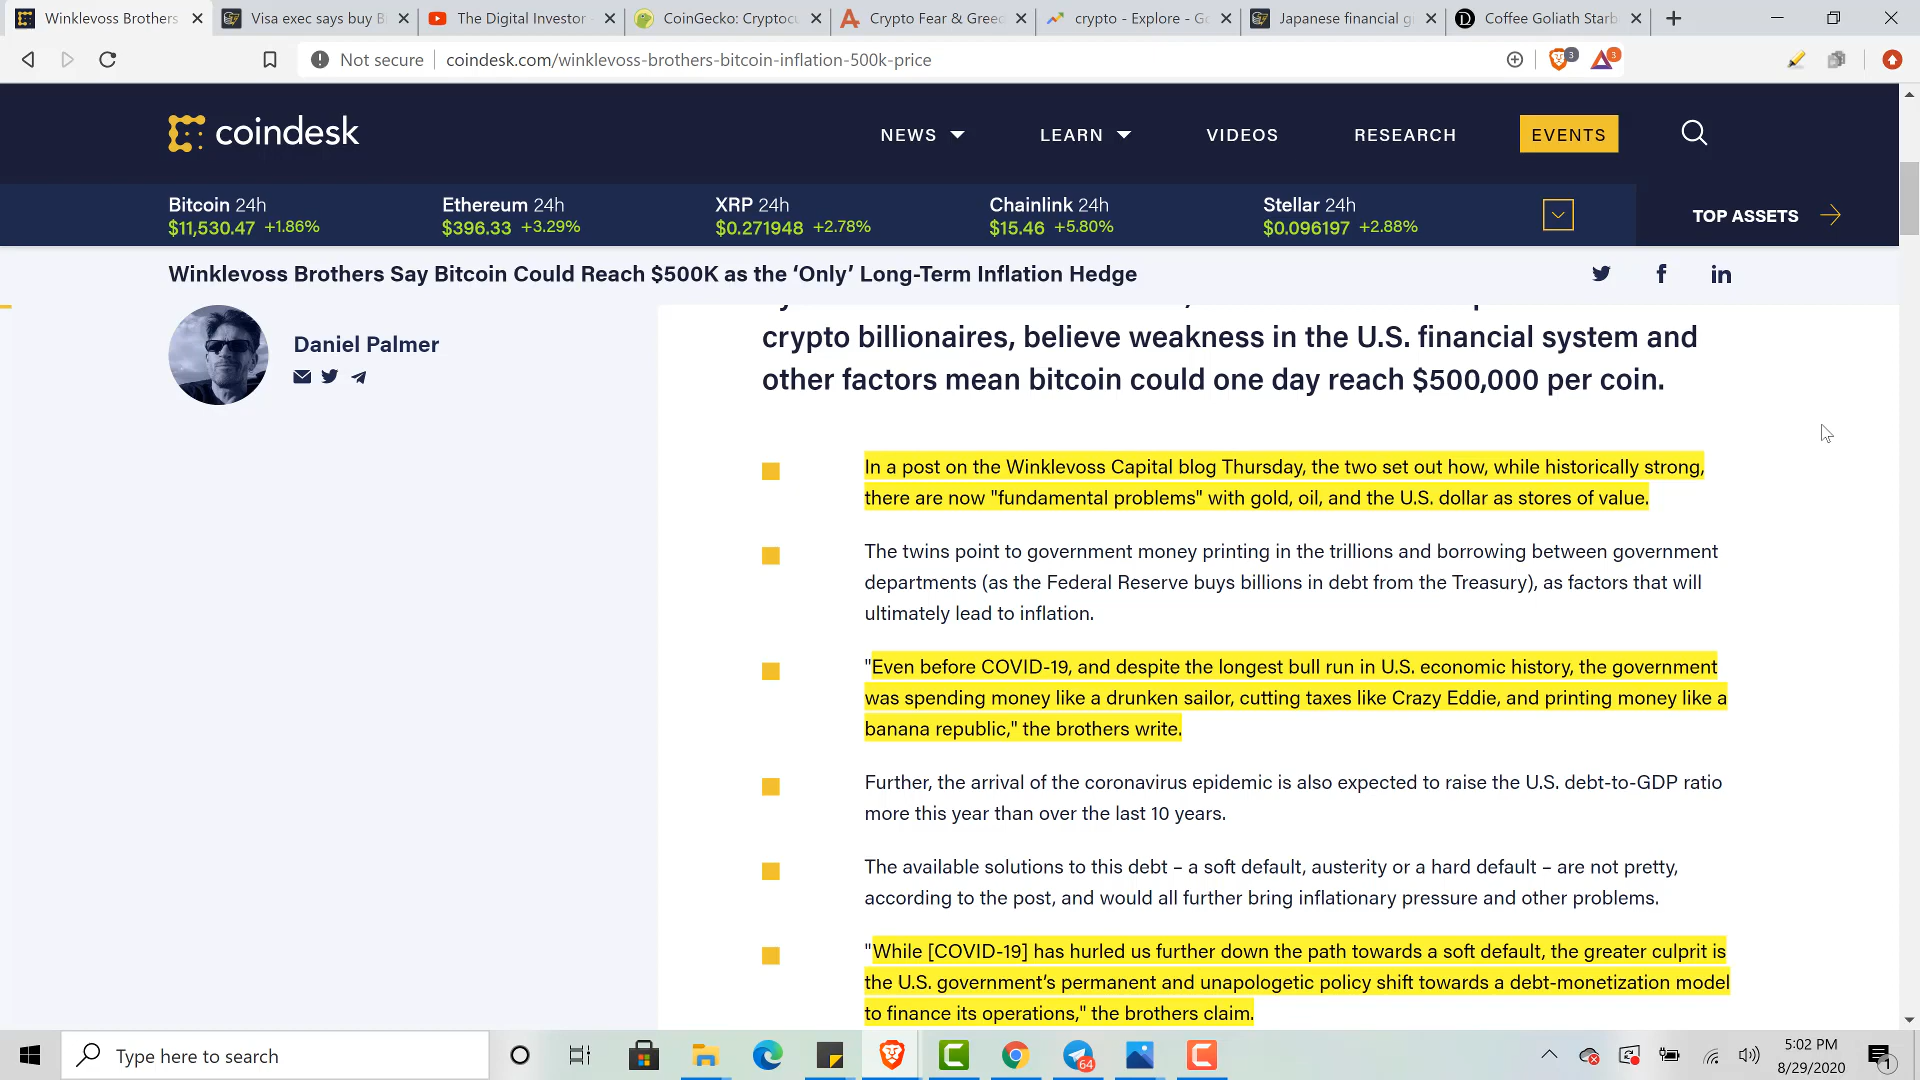 Winklevoss Brothers
Visa exec says buy B
The Digital Investor -
CoinGecko: Cryptocu
Crypto Fear & Greed
crypto - Explore - Go
Japanese financial g
Coffee Goliath Starb
Not secure
coindesk.com/winklevoss-brothers-bitcoin-inflation-500k-price
3
3
coindesk
NEWS
LEARN
VIDEOS
RESEARCH
EVENTS
Bitcoin 24h
$11,530.47 +1.86%
Ethereum 24h
$396.33 +3.29%
XRP 24h
$0.271948 +2.78%
Chainlink 24h
$15.46 +5.80%
Stellar 24h
$0.096197 +2.88%
TOP ASSETS
Winklevoss Brothers Say Bitcoin Could Reach $500K as the ‘Only’ Long-Term Inflation Hedge
Daniel Palmer
crypto billionaires, believe weakness in the U.S. financial system and
other factors mean bitcoin could one day reach $500,000 per coin.
In a post on the Winklevoss Capital blog Thursday, the two set out how, while historically strong,
there are now "fundamental problems" with gold, oil, and the U.S. dollar as stores of value.
The twins point to government money printing in the trillions and borrowing between government
departments (as the Federal Reserve buys billions in debt from the Treasury), as factors that will
ultimately lead to inflation.
"Even before COVID-19, and despite the longest bull run in U.S. economic history, the government
was spending money like a drunken sailor, cutting taxes like Crazy Eddie, and printing money like a
banana republic," the brothers write.
Further, the arrival of the coronavirus epidemic is also expected to raise the U.S. debt-to-GDP ratio
more this year than over the last 10 years.
The available solutions to this debt – a soft default, austerity or a hard default – are not pretty,
according to the post, and would all further bring inflationary pressure and other problems.
"While [COVID-19] has hurled us further down the path towards a soft default, the greater culprit is
the U.S. government’s permanent and unapologetic policy shift towards a debt-monetization model
to finance its operations," the brothers claim.
Type here to search
64
5:02 PM
8/29/2020
1